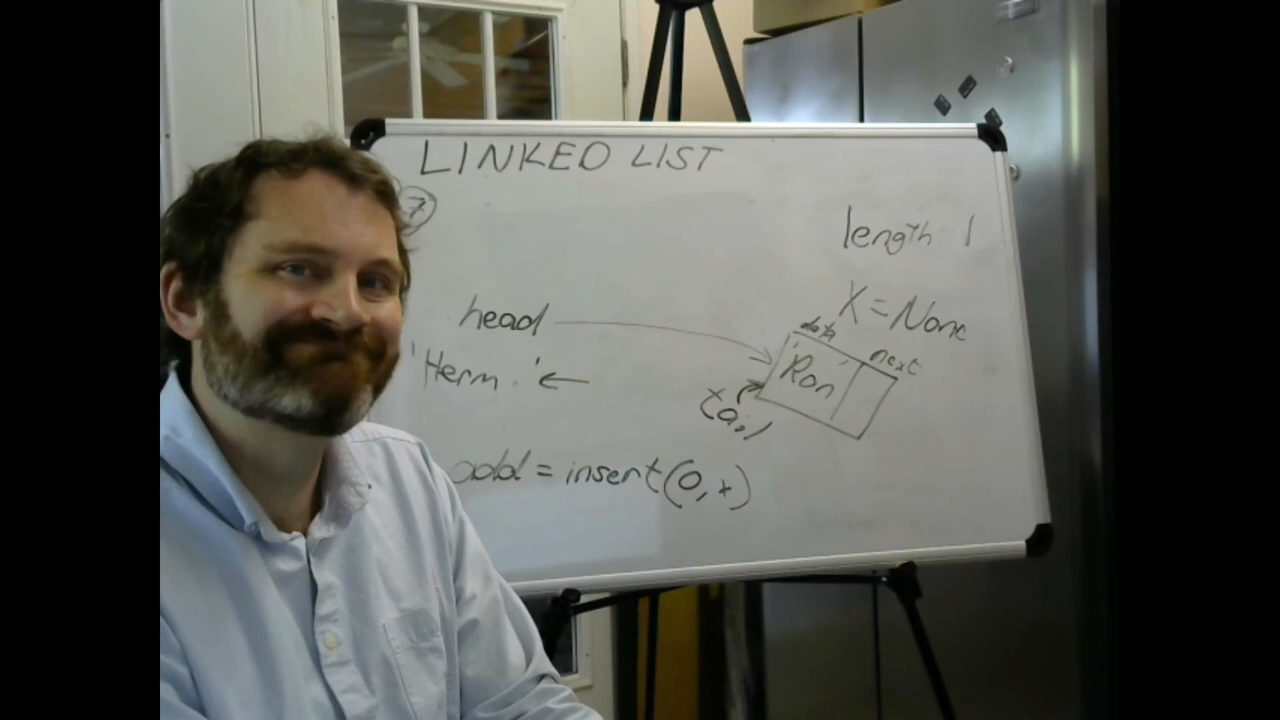 LINKED LIST
7
length 1
X = None
head
data
next
'Ron'
'Herm.' ←
tail
add = insert(0, x)